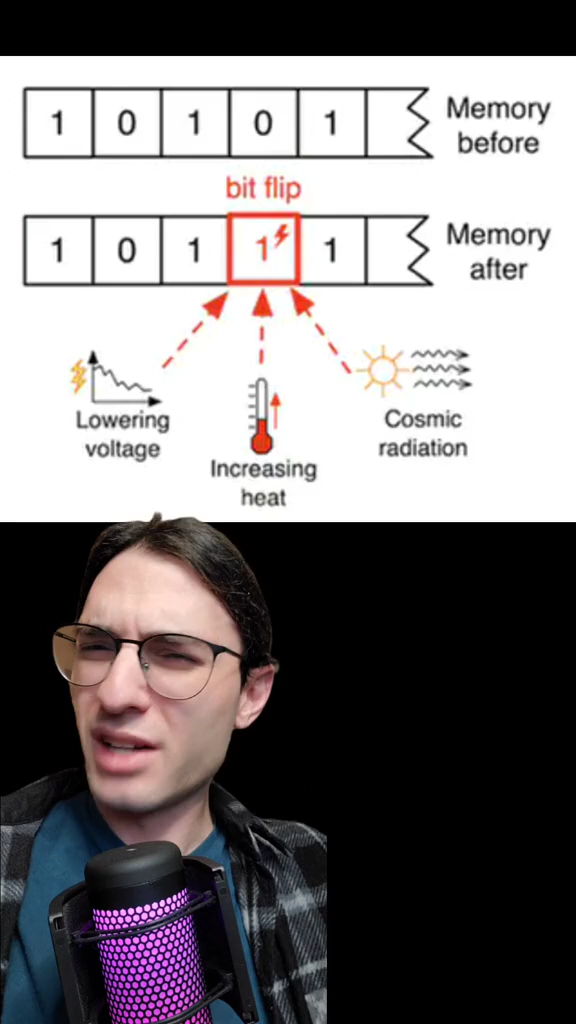 1 0 1 0 1
Memory
before
bit flip
1 0 1 1 1
Memory
after
Lowering
voltage
Increasing
heat
Cosmic
radiation